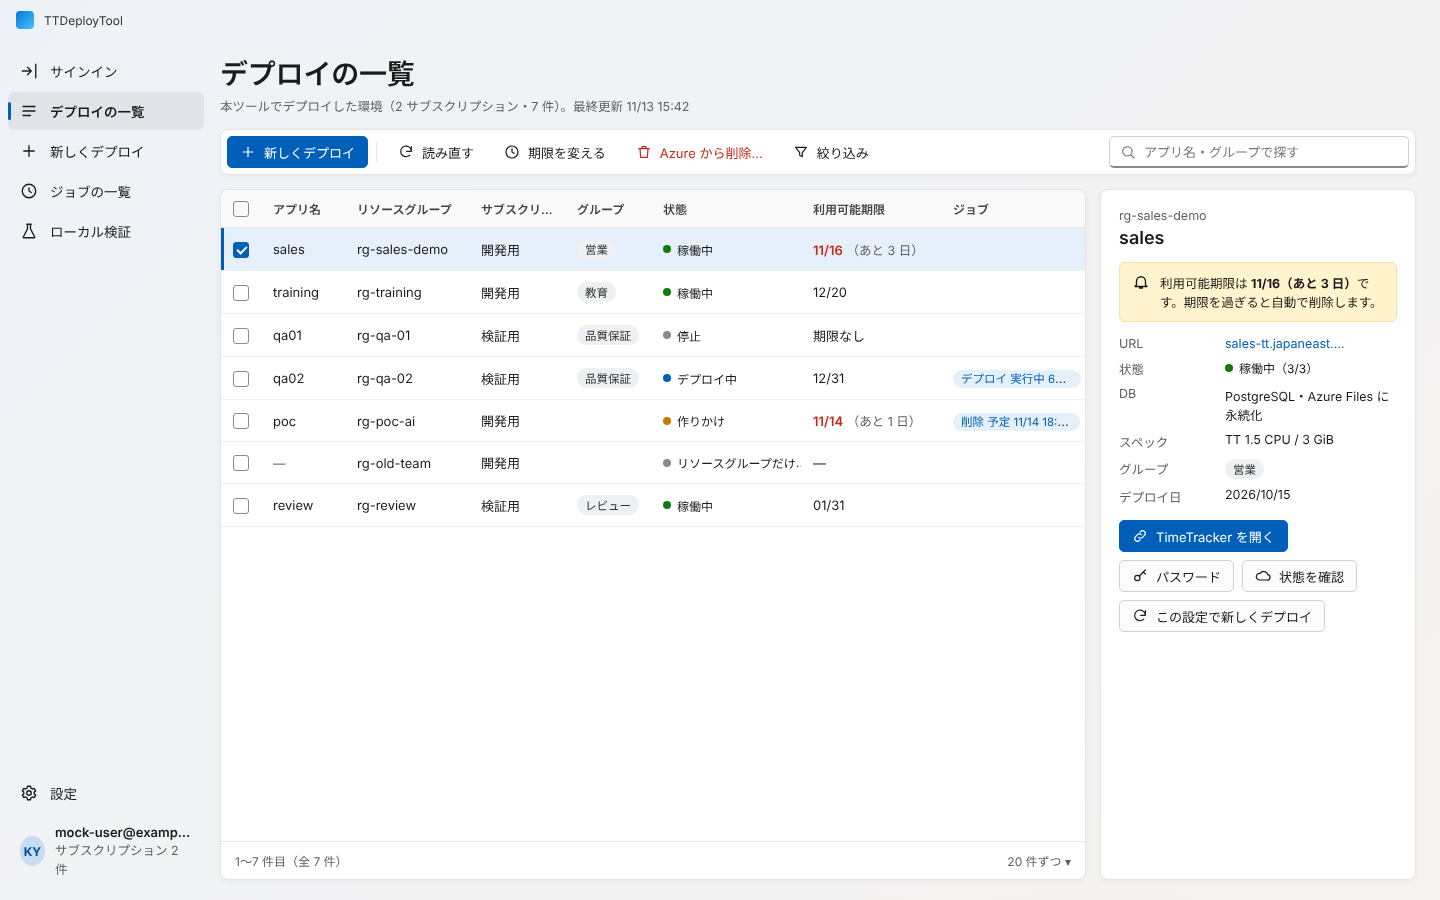 TTDeployTool
サインイン
デプロイの一覧
新しくデプロイ
ジョブの一覧
ローカル検証
設定
KY
mock-user@examp...
サブスクリプション 2
件
デプロイの一覧
本ツールでデプロイした環境（2 サブスクリプション・7 件）。最終更新 11/13 15:42
新しくデプロイ 読み直す 期限を変える Azure から削除... 絞り込み アプリ名・グループで探す
アプリ名 リソースグループ サブスクリ... グループ 状態 利用可能期限 ジョブ
sales rg-sales-demo 開発用 営業 稼働中 11/16 （あと 3 日）
training rg-training 開発用 教育 稼働中 12/20
qa01 rg-qa-01 検証用 品質保証 停止 期限なし
qa02 rg-qa-02 検証用 品質保証 デプロイ中 12/31 デプロイ 実行中 6...
poc rg-poc-ai 開発用 作りかけ 11/14 （あと 1 日） 削除 予定 11/14 18:...
— rg-old-team 開発用 リソースグループだけ.. —
review rg-review 検証用 レビュー 稼働中 01/31
1～7 件目（全 7 件） 20 件ずつ ▾
rg-sales-demo
sales
利用可能期限は 11/16（あと 3 日）で
す。期限を過ぎると自動で削除します。
URL sales-tt.japaneast....
状態 稼働中（3/3）
DB PostgreSQL・Azure Files に
永続化
スペック TT 1.5 CPU / 3 GiB
グループ 営業
デプロイ日 2026/10/15
TimeTracker を開く
パスワード 状態を確認
この設定で新しくデプロイ